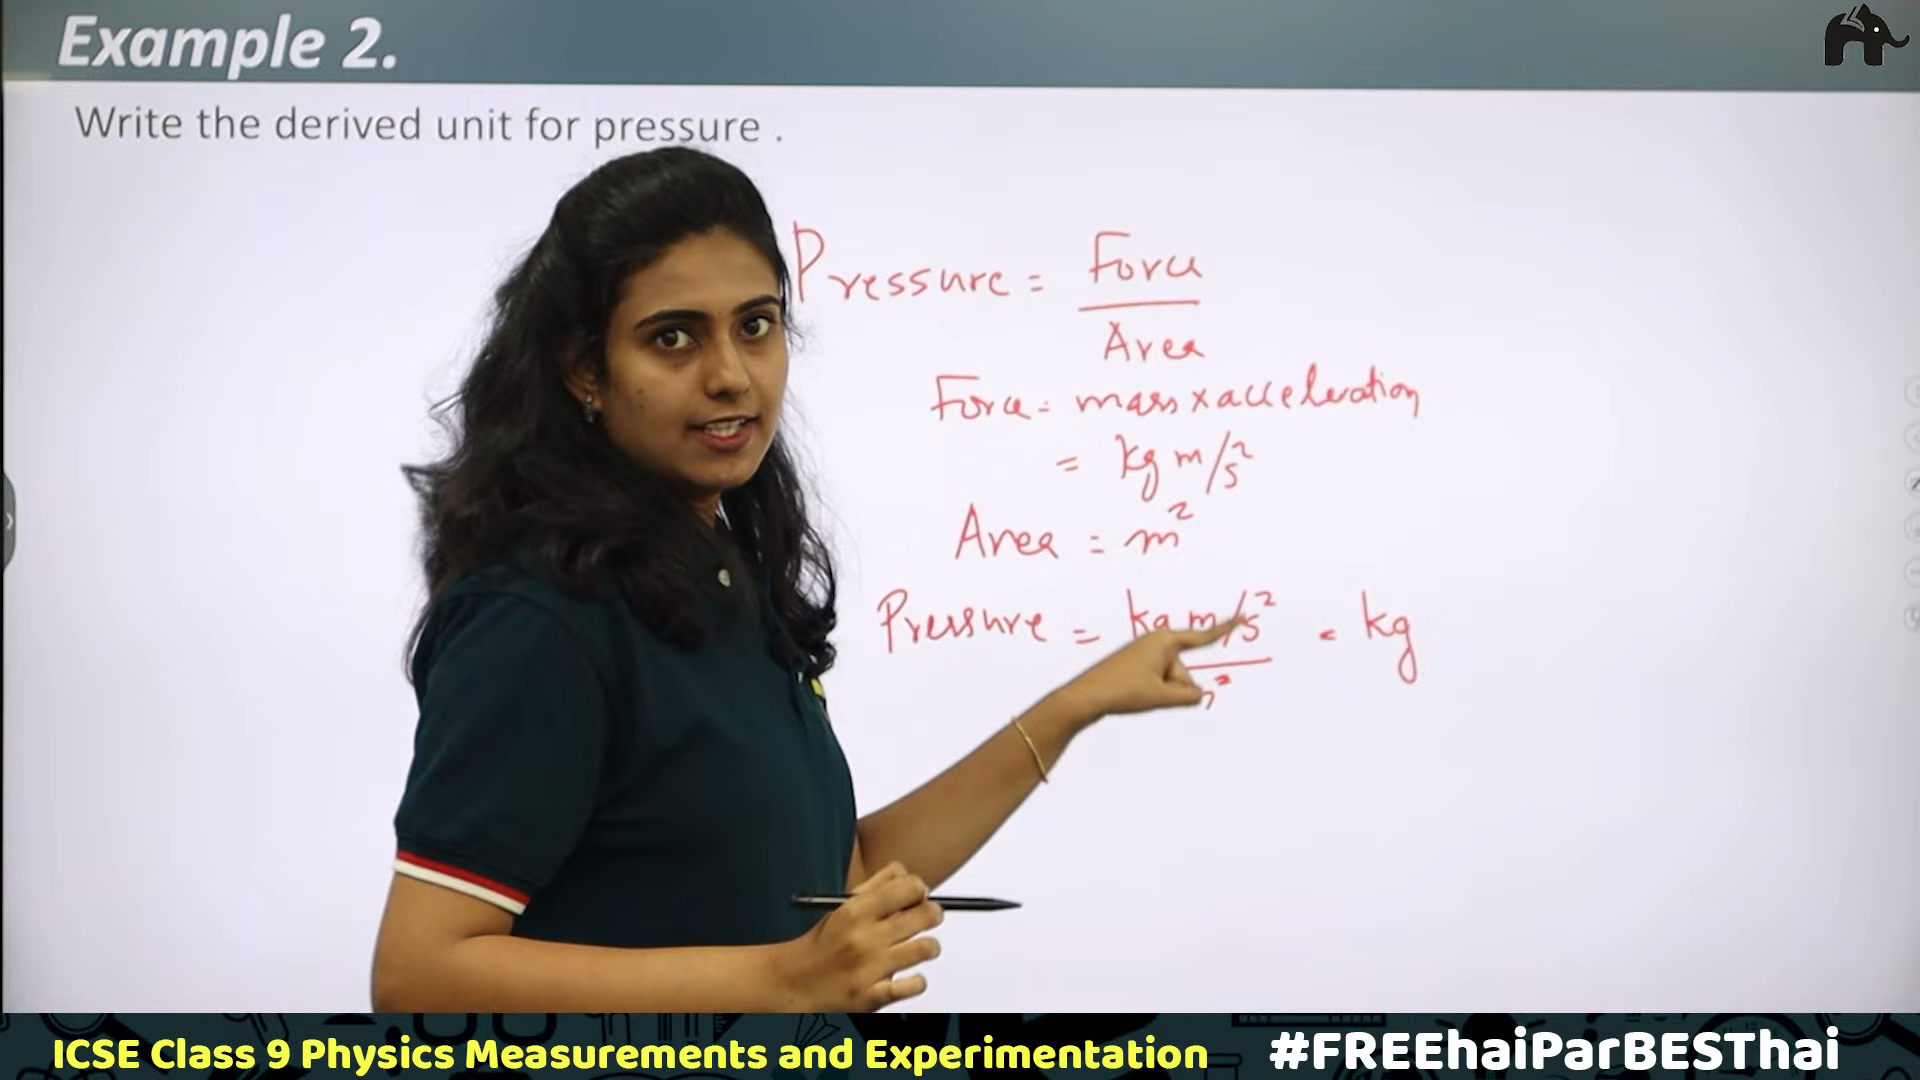 Example 2.
Write the derived unit for pressure .
Pressure = Force
Area
Force = mass x acceleration
= kg m/s²
Area = m²
Pressure = kg m/s² = kg
m²
ICSE Class 9 Physics Measurements and Experimentation #FREEhaiParBESThai